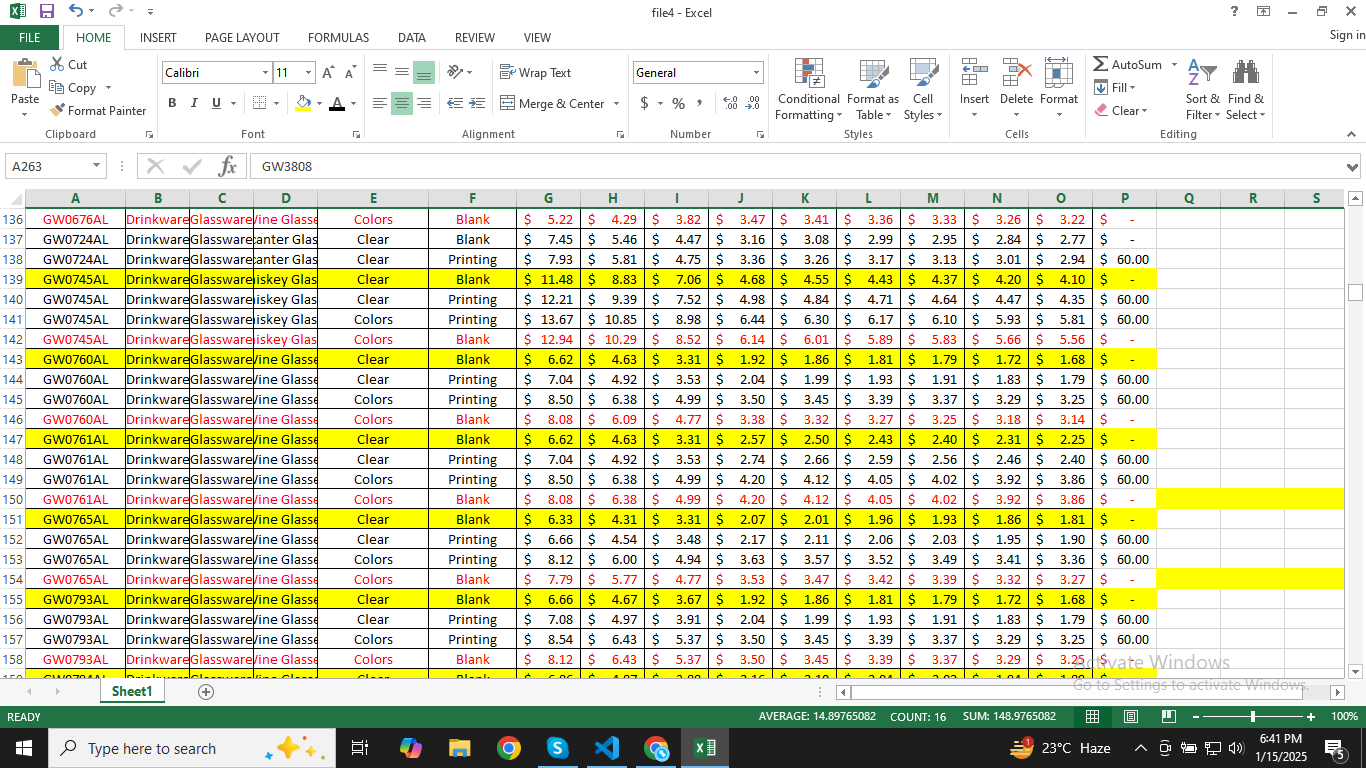 file4 - Excel
FILE HOME INSERT PAGE LAYOUT FORMULAS DATA REVIEW VIEW Sign in
Paste Cut Copy Format Painter
Calibri 11 Wrap Text General
B I U Merge & Center $ % ,
Conditional Formatting Format as Table Cell Styles Insert Delete Format AutoSum Fill Clear Sort & Filter Find & Select
Clipboard Font Alignment Number Styles Cells Editing
A263 fx GW3808
A B C D E F G H I J K L M N O P Q R S
136 GW0676AL Drinkware Glassware Vine Glasse Colors Blank $ 5.22 $ 4.29 $ 3.82 $ 3.47 $ 3.41 $ 3.36 $ 3.33 $ 3.26 $ 3.22 $ -
137 GW0724AL Drinkware Glassware canter Glas Clear Blank $ 7.45 $ 5.46 $ 4.47 $ 3.16 $ 3.08 $ 2.99 $ 2.95 $ 2.84 $ 2.77 $ -
138 GW0724AL Drinkware Glassware canter Glas Clear Printing $ 7.93 $ 5.81 $ 4.75 $ 3.36 $ 3.26 $ 3.17 $ 3.13 $ 3.01 $ 2.94 $ 60.00
139 GW0745AL Drinkware Glassware iskey Glas Clear Blank $ 11.48 $ 8.83 $ 7.06 $ 4.68 $ 4.55 $ 4.43 $ 4.37 $ 4.20 $ 4.10 $ -
140 GW0745AL Drinkware Glassware iskey Glas Clear Printing $ 12.21 $ 9.39 $ 7.52 $ 4.98 $ 4.84 $ 4.71 $ 4.64 $ 4.47 $ 4.35 $ 60.00
141 GW0745AL Drinkware Glassware iskey Glas Colors Printing $ 13.67 $ 10.85 $ 8.98 $ 6.44 $ 6.30 $ 6.17 $ 6.10 $ 5.93 $ 5.81 $ 60.00
142 GW0745AL Drinkware Glassware iskey Glas Colors Blank $ 12.94 $ 10.29 $ 8.52 $ 6.14 $ 6.01 $ 5.89 $ 5.83 $ 5.66 $ 5.56 $ -
143 GW0760AL Drinkware Glassware Vine Glasse Clear Blank $ 6.62 $ 4.63 $ 3.31 $ 1.92 $ 1.86 $ 1.81 $ 1.79 $ 1.72 $ 1.68 $ -
144 GW0760AL Drinkware Glassware Vine Glasse Clear Printing $ 7.04 $ 4.92 $ 3.53 $ 2.04 $ 1.99 $ 1.93 $ 1.91 $ 1.83 $ 1.79 $ 60.00
145 GW0760AL Drinkware Glassware Vine Glasse Colors Printing $ 8.50 $ 6.38 $ 4.99 $ 3.50 $ 3.45 $ 3.39 $ 3.37 $ 3.29 $ 3.25 $ 60.00
146 GW0760AL Drinkware Glassware Vine Glasse Colors Blank $ 8.08 $ 6.09 $ 4.77 $ 3.38 $ 3.32 $ 3.27 $ 3.25 $ 3.18 $ 3.14 $ -
147 GW0761AL Drinkware Glassware Vine Glasse Clear Blank $ 6.62 $ 4.63 $ 3.31 $ 2.57 $ 2.50 $ 2.43 $ 2.40 $ 2.31 $ 2.25 $ -
148 GW0761AL Drinkware Glassware Vine Glasse Clear Printing $ 7.04 $ 4.92 $ 3.53 $ 2.74 $ 2.66 $ 2.59 $ 2.56 $ 2.46 $ 2.40 $ 60.00
149 GW0761AL Drinkware Glassware Vine Glasse Colors Printing $ 8.50 $ 6.38 $ 4.99 $ 4.20 $ 4.12 $ 4.05 $ 4.02 $ 3.92 $ 3.86 $ 60.00
150 GW0761AL Drinkware Glassware Vine Glasse Colors Blank $ 8.08 $ 6.38 $ 4.99 $ 4.20 $ 4.12 $ 4.05 $ 4.02 $ 3.92 $ 3.86 $ -
151 GW0765AL Drinkware Glassware Vine Glasse Clear Blank $ 6.33 $ 4.31 $ 3.31 $ 2.07 $ 2.01 $ 1.96 $ 1.93 $ 1.86 $ 1.81 $ -
152 GW0765AL Drinkware Glassware Vine Glasse Clear Printing $ 6.66 $ 4.54 $ 3.48 $ 2.17 $ 2.11 $ 2.06 $ 2.03 $ 1.95 $ 1.90 $ 60.00
153 GW0765AL Drinkware Glassware Vine Glasse Colors Printing $ 8.12 $ 6.00 $ 4.94 $ 3.63 $ 3.57 $ 3.52 $ 3.49 $ 3.41 $ 3.36 $ 60.00
154 GW0765AL Drinkware Glassware Vine Glasse Colors Blank $ 7.79 $ 5.77 $ 4.77 $ 3.53 $ 3.47 $ 3.42 $ 3.39 $ 3.32 $ 3.27 $ -
155 GW0793AL Drinkware Glassware Vine Glasse Clear Blank $ 6.66 $ 4.67 $ 3.67 $ 1.92 $ 1.86 $ 1.81 $ 1.79 $ 1.72 $ 1.68 $ -
156 GW0793AL Drinkware Glassware Vine Glasse Clear Printing $ 7.08 $ 4.97 $ 3.91 $ 2.04 $ 1.99 $ 1.93 $ 1.91 $ 1.83 $ 1.79 $ 60.00
157 GW0793AL Drinkware Glassware Vine Glasse Colors Printing $ 8.54 $ 6.43 $ 5.37 $ 3.50 $ 3.45 $ 3.39 $ 3.37 $ 3.29 $ 3.25 $ 60.00
158 GW0793AL Drinkware Glassware Vine Glasse Colors Blank $ 8.12 $ 6.43 $ 5.37 $ 3.50 $ 3.45 $ 3.39 $ 3.37 $ 3.29 $ 3.25 $
Activate Windows
Go to Settings to activate Windows.
Sheet1
READY AVERAGE: 14.89765082 COUNT: 16 SUM: 148.9765082 100%
Type here to search 23°C Haze 6:41 PM
1/15/2025 5